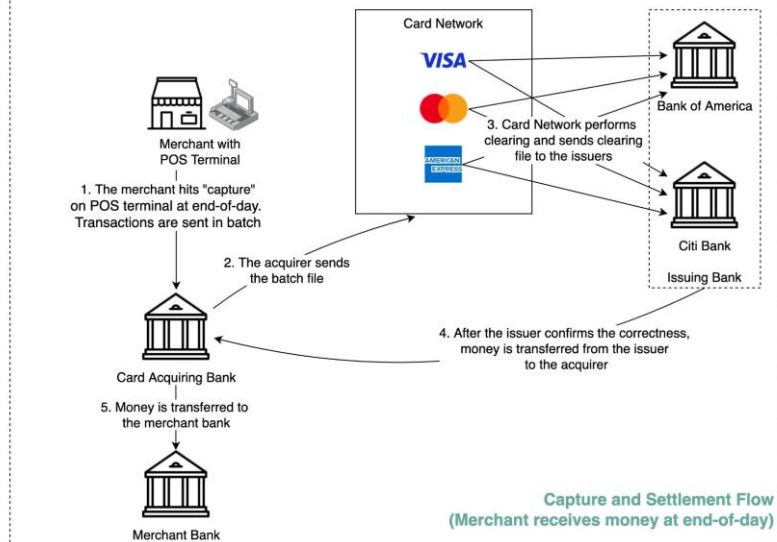 Card Network
VISA
AMERICAN
EXPRESS
Bank of America
3. Card Network performs
clearing and sends clearing
file to the issuers
Citi Bank
Issuing Bank
Merchant with
POS Terminal
1. The merchant hits "capture"
on POS terminal at end-of-day.
Transactions are sent in batch
2. The acquirer sends
the batch file
4. After the issuer confirms the correctness,
money is transferred from the issuer
to the acquirer
Card Acquiring Bank
5. Money is transferred to
the merchant bank
Merchant Bank
Capture and Settlement Flow
(Merchant receives money at end-of-day)